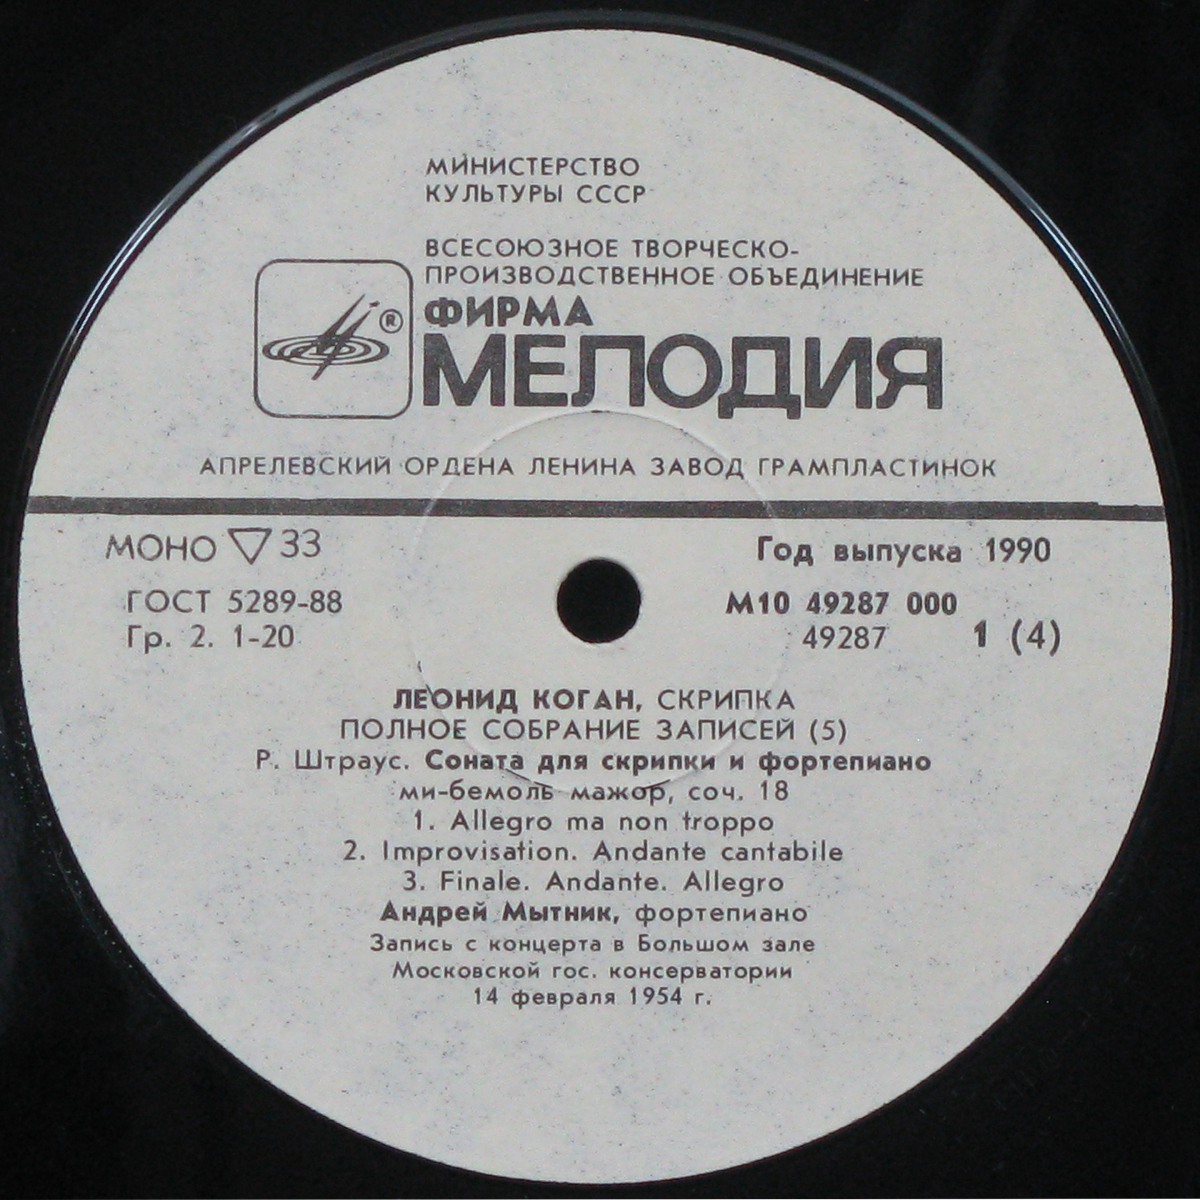 МИНИСТЕРСТВО
КУЛЬТУРЫ СССР
ВСЕСОЮЗНОЕ ТВОРЧЕСКО-
ПРОИЗВОДСТВЕННОЕ ОБЪЕДИНЕНИЕ
ФИРМА
®
МЕЛОДИЯ
АПРЕЛЕВСКИЙ ОРДЕНА ЛЕНИНА ЗАВОД ГРАМПЛАСТИНОК
МОНО ▽ 33
Год выпуска 1990
ГОСТ 5289-88
М10 49287 000
Гр. 2. 1-20
49287 1 (4)
ЛЕОНИД КОГАН, СКРИПКА
ПОЛНОЕ СОБРАНИЕ ЗАПИСЕЙ (5)
Р. Штраус. Соната для скрипки и фортепиано
ми-бемоль мажор, соч. 18
1. Allegro ma non troppo
2. Improvisation. Andante cantabile
3. Finale. Andante. Allegro
Андрей Мытник, фортепиано
Запись с концерта в Большом зале
Московской гос. консерватории
14 февраля 1954 г.